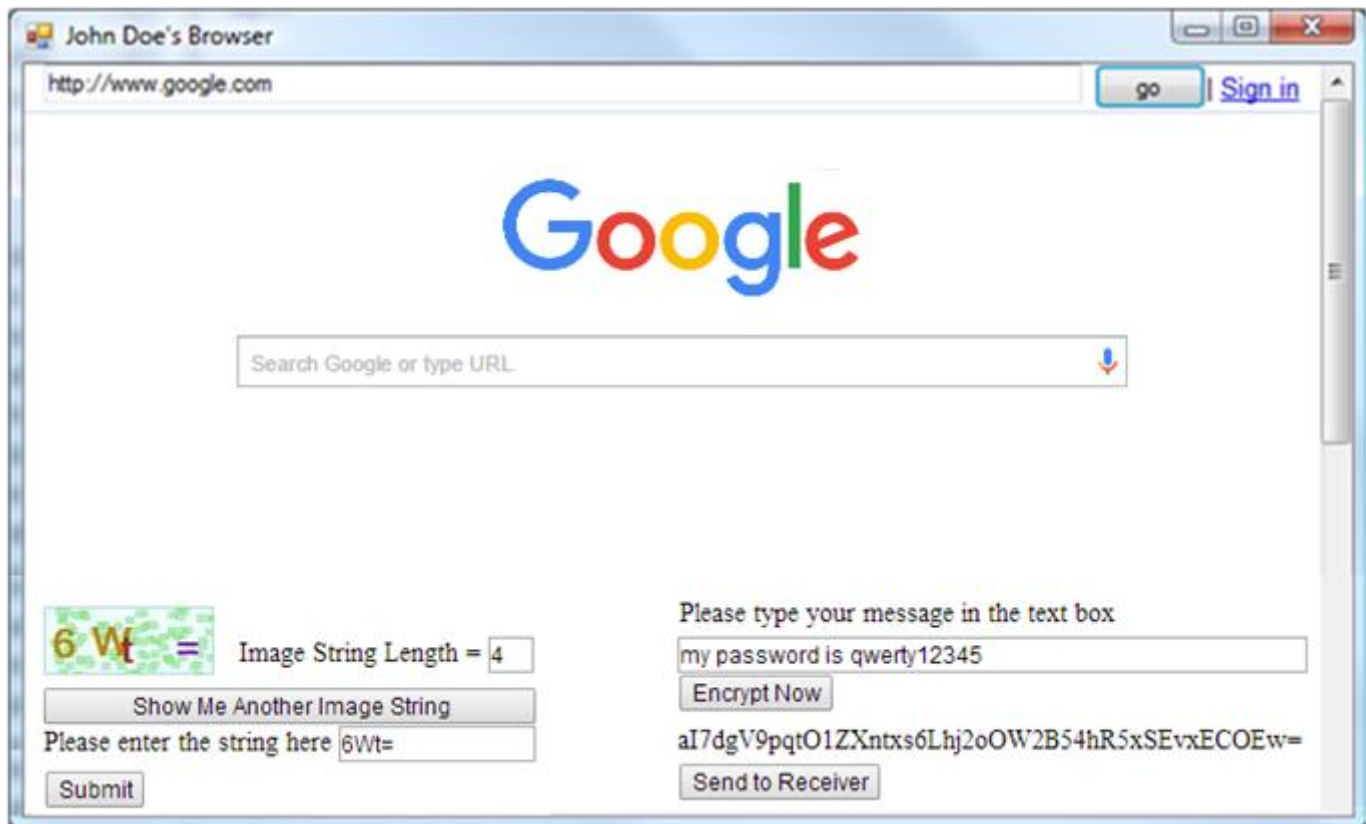 John Doe's Browser
http://www.google.com go | Sign in
Google
Search Google or type URL
6 Wt =
Image String Length = 4
Show Me Another Image String
Please enter the string here 6Wt=
Submit
Please type your message in the text box
my password is qwerty12345
Encrypt Now
aI7dgV9pqtO1ZXntxs6Lhj2oOW2B54hR5xSEvxECOEw=
Send to Receiver